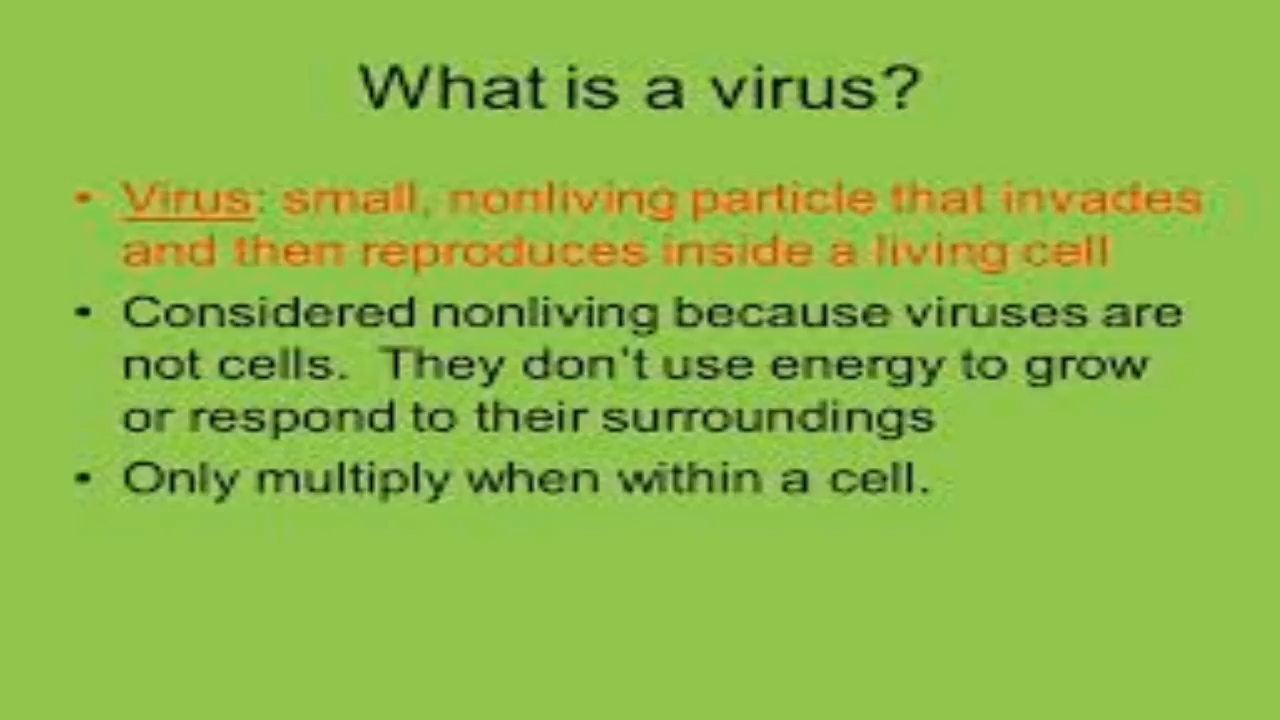 What is a virus?
• Virus: small, nonliving particle that invades
and then reproduces inside a living cell
• Considered nonliving because viruses are
not cells.  They don't use energy to grow
or respond to their surroundings
• Only multiply when within a cell.